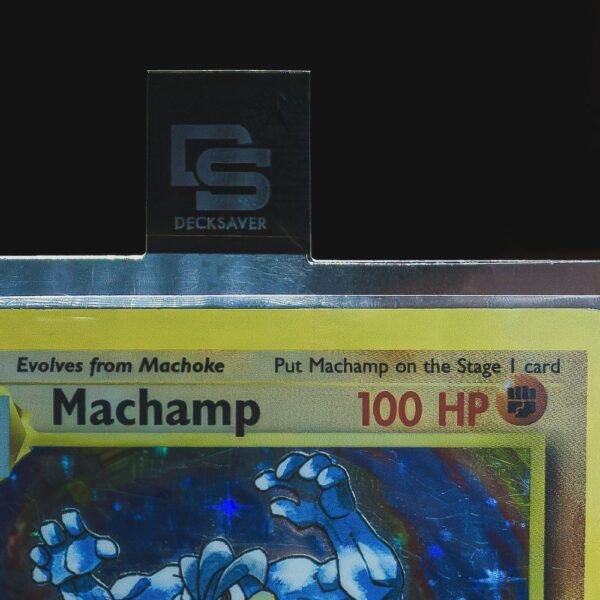 DS
DECKSAVER
Evolves from Machoke Put Machamp on the Stage 1 card
Machamp 100 HP